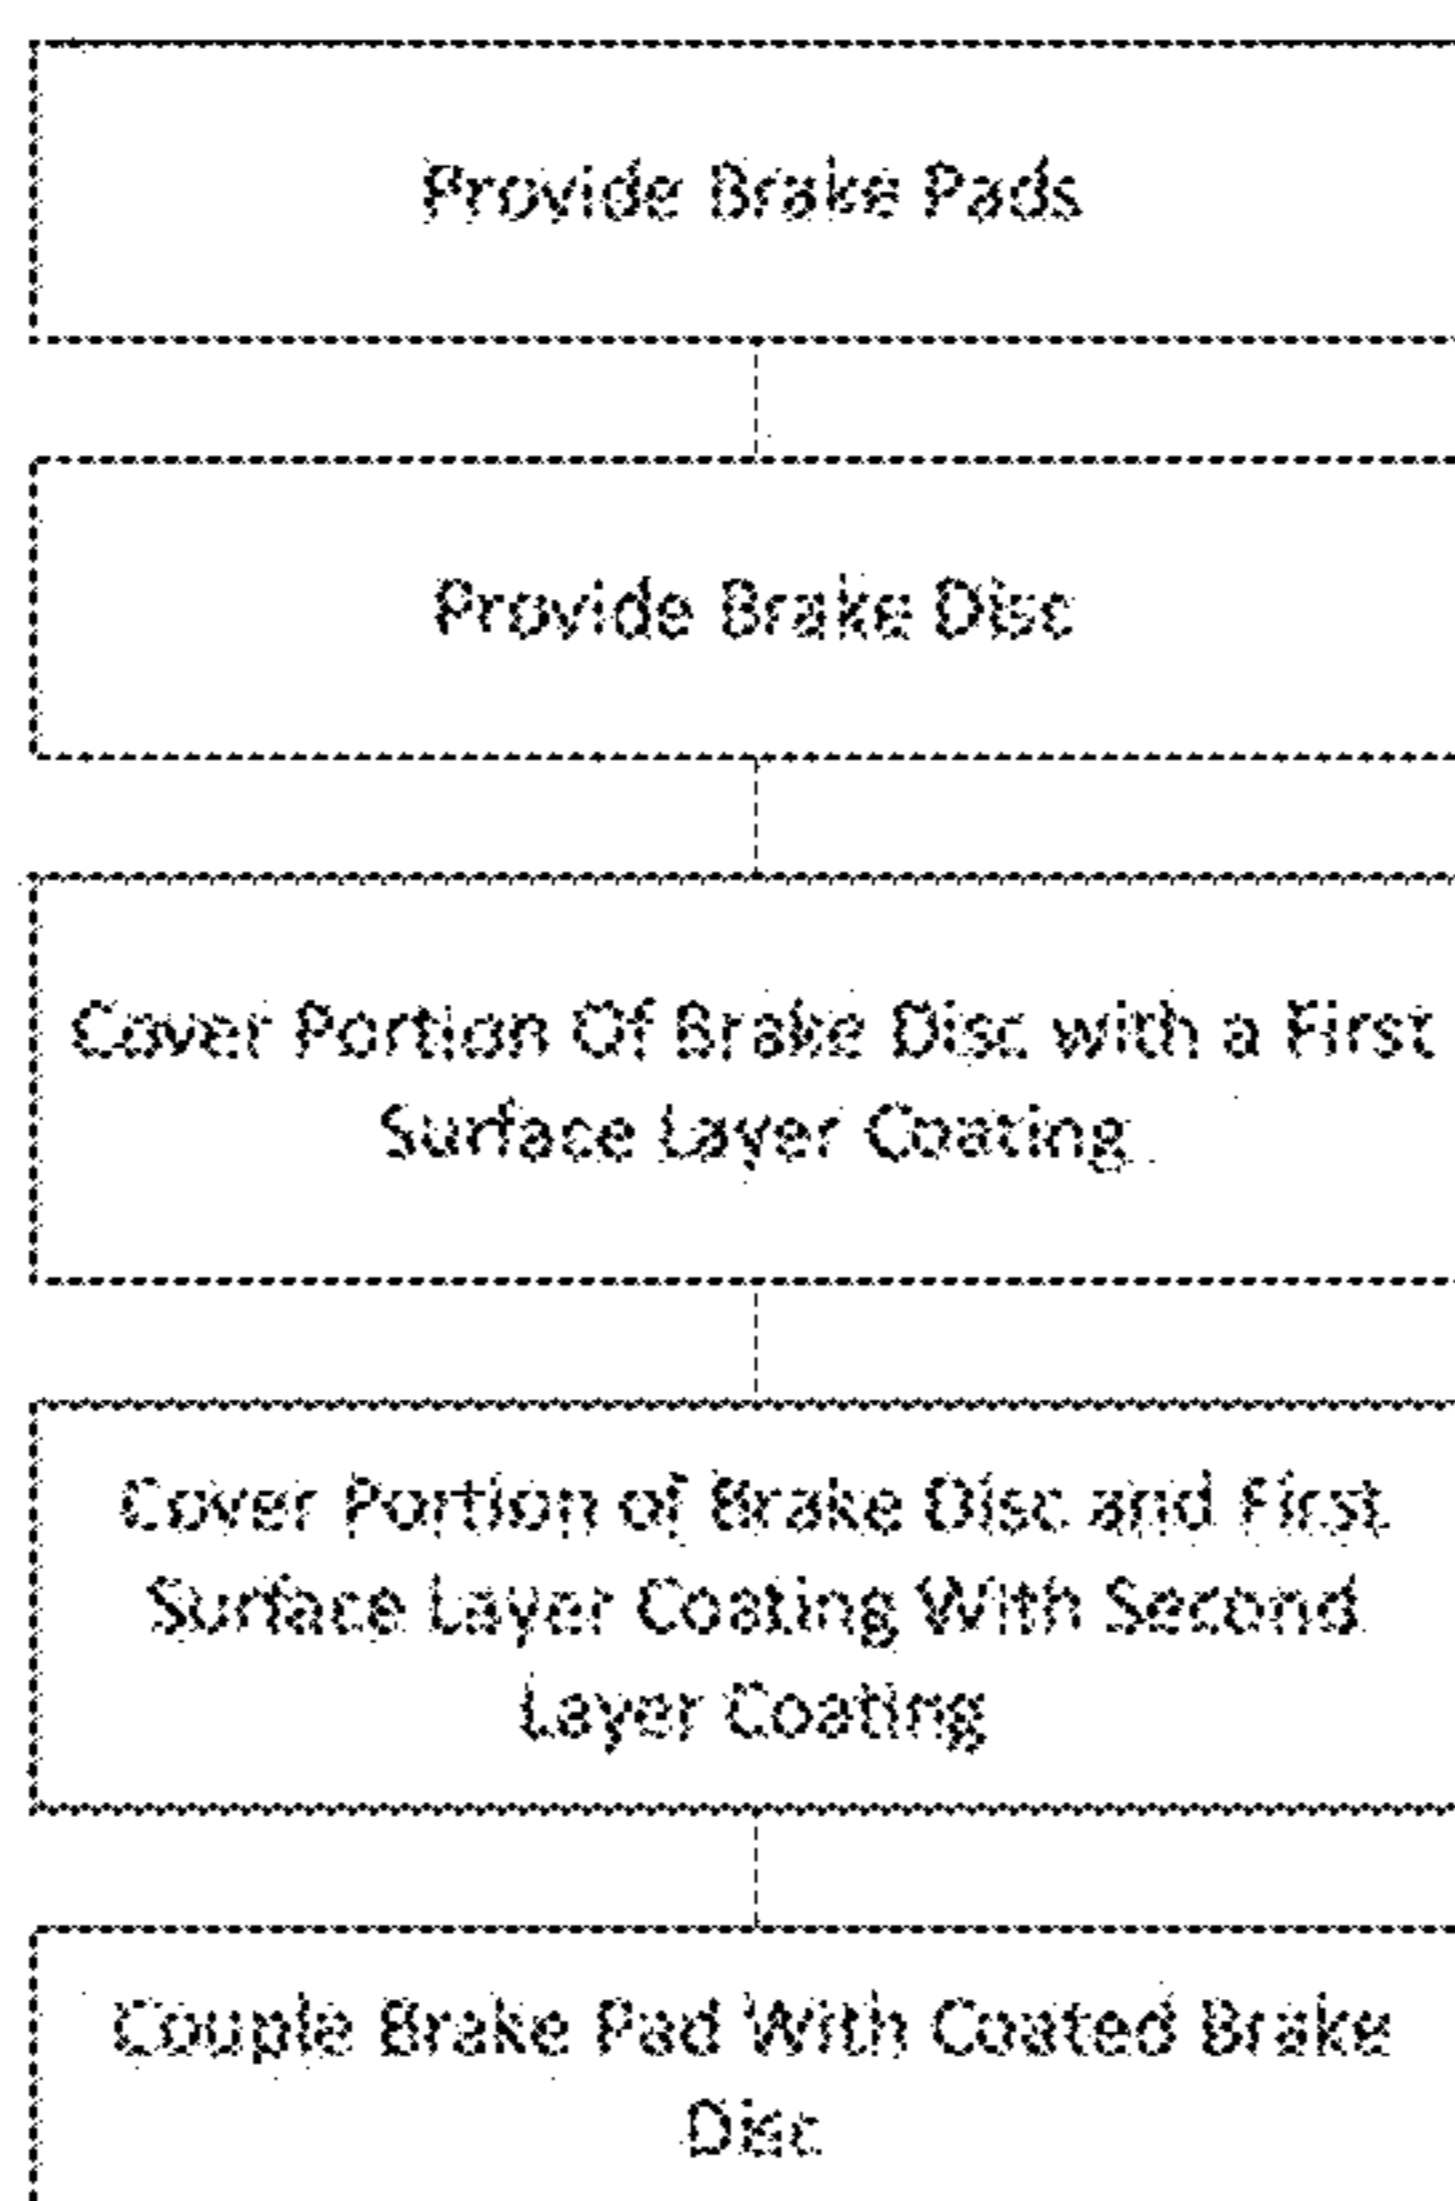 Provide Brake Pads
Provide Brake Disc
Cover Portion Of Brake Disc with a First
Surface Layer Coating
Cover Portion of Brake Disc and First
Surface Layer Coating With Second
Layer Coating
Couple Brake Pad With Coated Brake
Disc